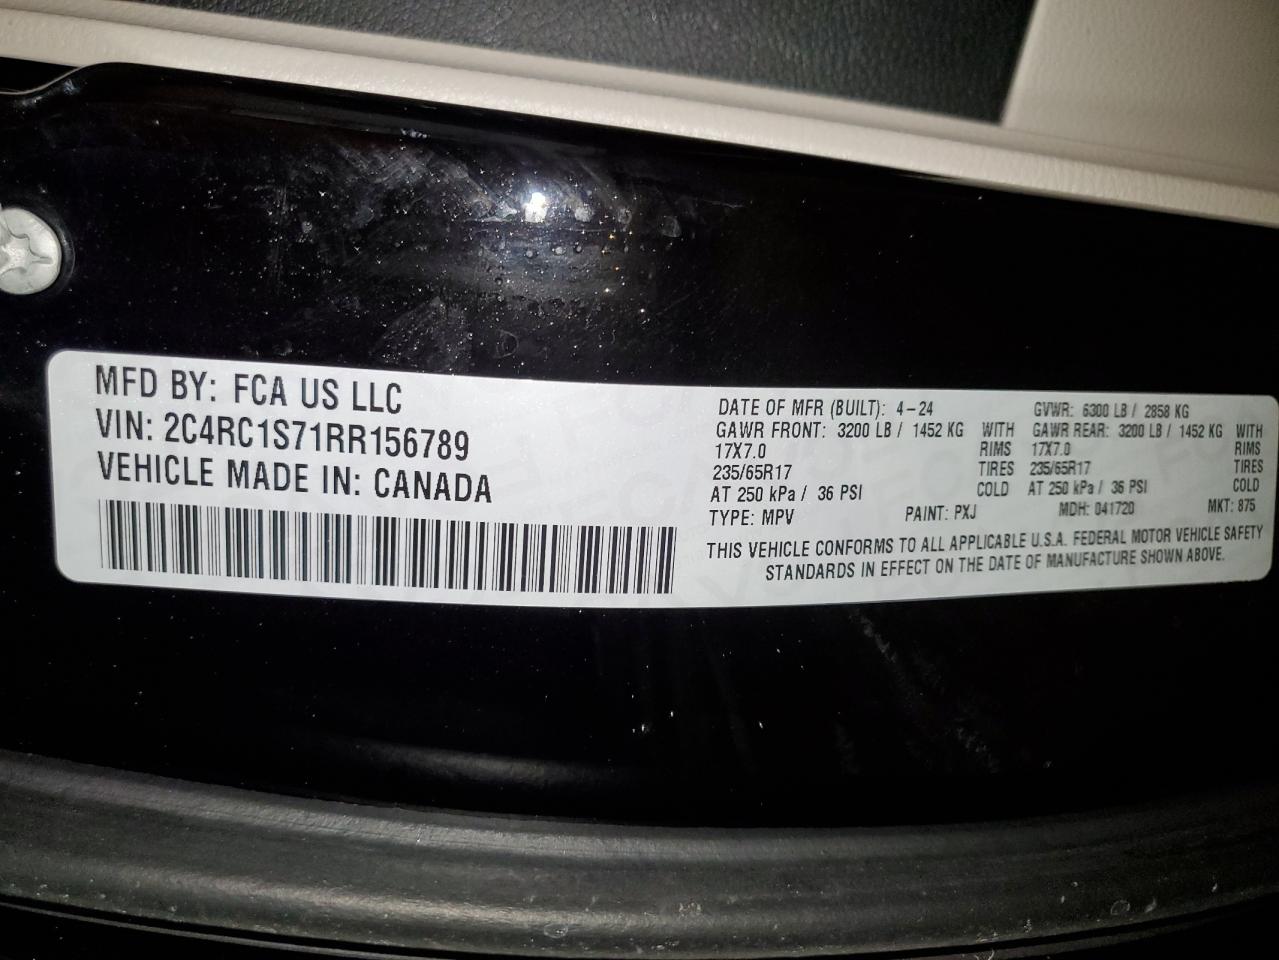 MFD BY: FCA US LLC
VIN: 2C4RC1S71RR156789
VEHICLE MADE IN: CANADA
DATE OF MFR (BUILT): 4-24 GVWR: 6300 LB / 2858 KG
GAWR FRONT: 3200 LB / 1452 KG WITH GAWR REAR: 3200 LB / 1452 KG WITH
17X7.0 RIMS 17X7.0 RIMS
235/65R17 TIRES 235/65R17 TIRES
AT 250 kPa / 36 PSI COLD AT 250 kPa / 36 PSI COLD
TYPE: MPV PAINT: PXJ MDH: 041720 MKT: 875
THIS VEHICLE CONFORMS TO ALL APPLICABLE U.S.A. FEDERAL MOTOR VEHICLE SAFETY
STANDARDS IN EFFECT ON THE DATE OF MANUFACTURE SHOWN ABOVE.